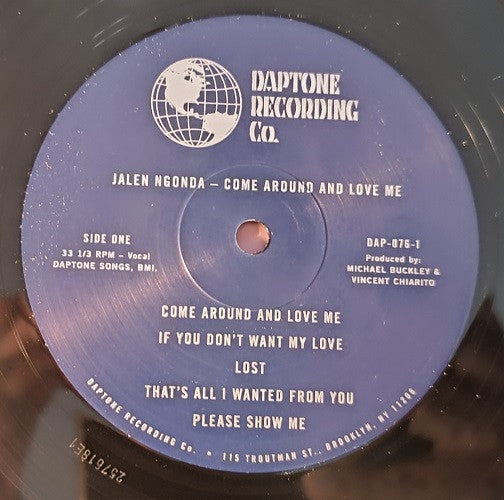 DAPTONE
RECORDING
Co.
JALEN NGONDA – COME AROUND AND LOVE ME
SIDE ONE
33 1/3 RPM – Vocal
DAPTONE SONGS, BMI.
DAP-076-1
Produced by:
MICHAEL BUCKLEY &
VINCENT CHIARITO
COME AROUND AND LOVE ME
IF YOU DON'T WANT MY LOVE
LOST
THAT'S ALL I WANTED FROM YOU
PLEASE SHOW ME
DAPTONE RECORDING Co. • 115 TROUTMAN ST., BROOKLYN, NY 11206
257618E1